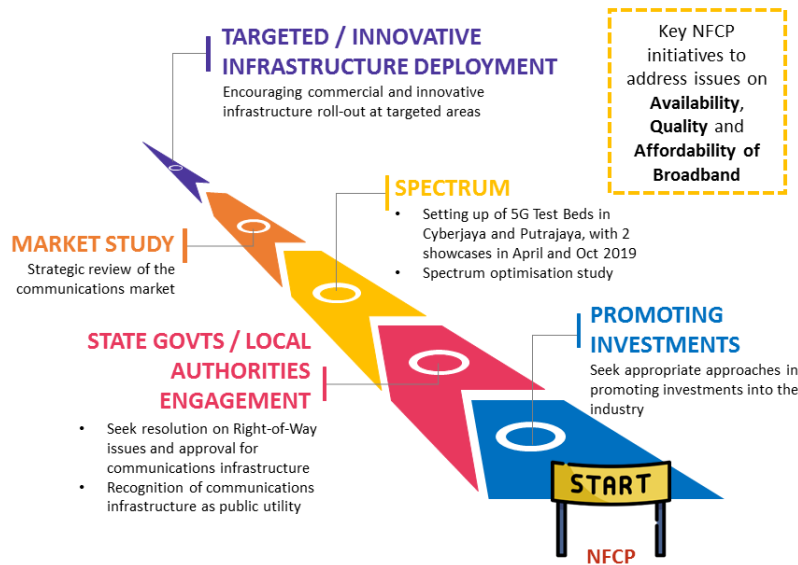 TARGETED / INNOVATIVE
INFRASTRUCTURE DEPLOYMENT
Encouraging commercial and innovative
infrastructure roll-out at targeted areas
Key NFCP
initiatives to
address issues on
Availability,
Quality and
Affordability of
Broadband
SPECTRUM
• Setting up of 5G Test Beds in
Cyberjaya and Putrajaya, with 2
showcases in April and Oct 2019
• Spectrum optimisation study
MARKET STUDY
Strategic review of the
communications market
PROMOTING
INVESTMENTS
Seek appropriate approaches in
promoting investments into the
industry
STATE GOVTS / LOCAL
AUTHORITIES
ENGAGEMENT
• Seek resolution on Right-of-Way
issues and approval for
communications infrastructure
• Recognition of communications
infrastructure as public utility
START
NFCP